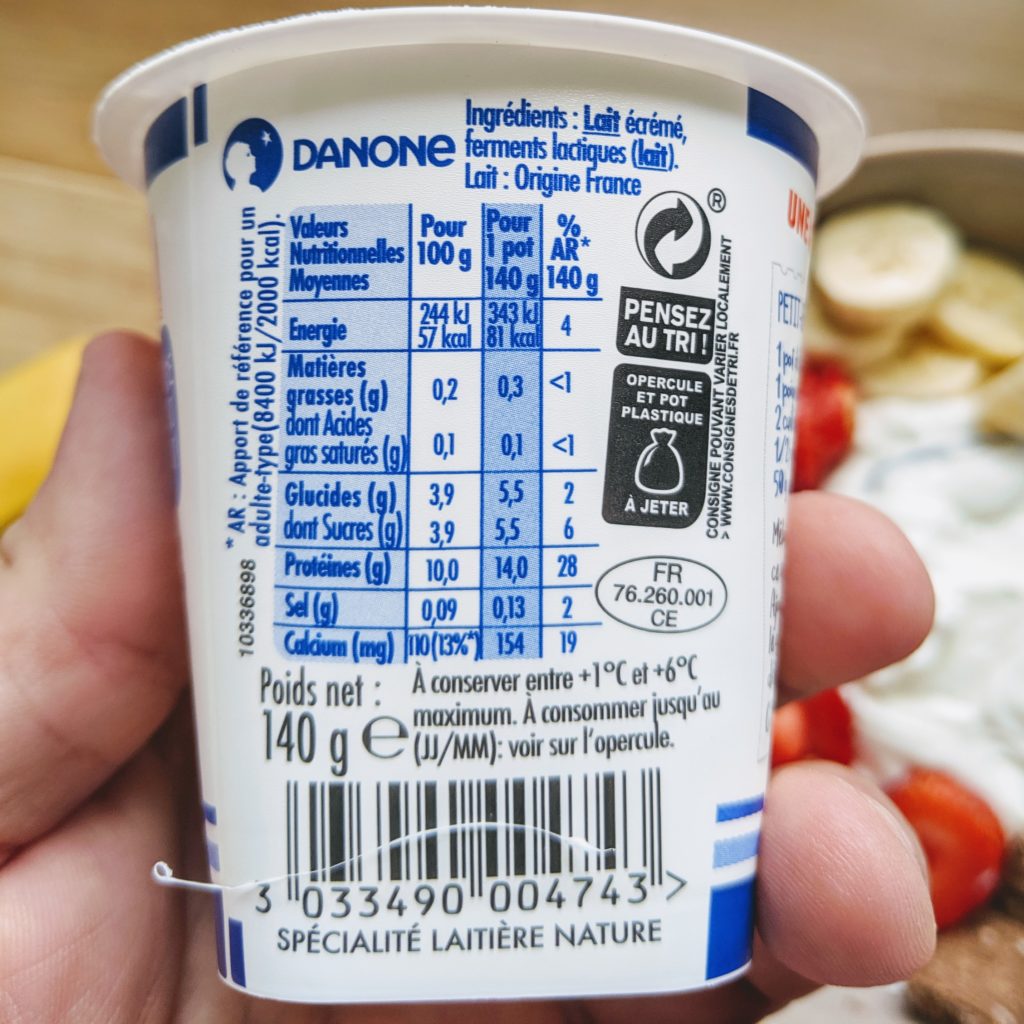 DANONE
Ingrédients : Lait écrémé,
ferments lactiques (lait).
Lait : Origine France
* AR : Apport de référence pour un
adulte-type(8400 kJ/2000 kcal).
10336898
Valeurs Nutritionnelles Moyennes Pour 100 g Pour 1 pot 140 g % AR* 140 g
Energie 244 kJ 57 kcal 343 kJ 81 kcal 4
Matières grasses (g) 0,2 0,3 <1
dont Acides gras saturés (g) 0,1 0,1 <1
Glucides (g) 3,9 5,5 2
dont Sucres (g) 3,9 5,5 6
Protéines (g) 10,0 14,0 28
Sel (g) 0,09 0,13 2
Calcium (mg) 110(13%*) 154 19
®
PENSEZ
AU TRI !
OPERCULE
ET POT
PLASTIQUE
À JETER
CONSIGNE POUVANT VARIER LOCALEMENT
> WWW.CONSIGNESDETRI.FR
FR
76.260.001
CE
Poids net :
140 g e
À conserver entre +1°C et +6°C
maximum. À consommer jusqu'au
(JJ/MM): voir sur l'opercule.
3 033490 004743 >
SPÉCIALITÉ LAITIÈRE NATURE
UNE